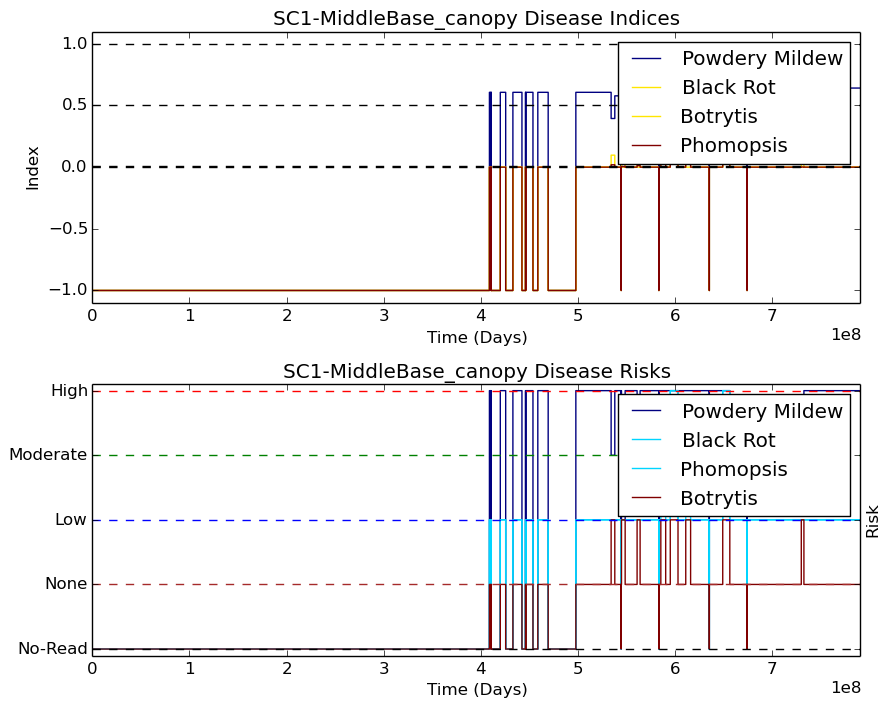 SC1-MiddleBase_canopy Disease Indices
1.0
0.5
0.0
−0.5
−1.0
Index
Powdery Mildew
Black Rot
Botrytis
Phomopsis
0 1 2 3 4 5 6 7
1e8
Time (Days)
SC1-MiddleBase_canopy Disease Risks
High
Moderate
Low
None
No-Read
Risk
Powdery Mildew
Black Rot
Phomopsis
Botrytis
0 1 2 3 4 5 6 7
1e8
Time (Days)